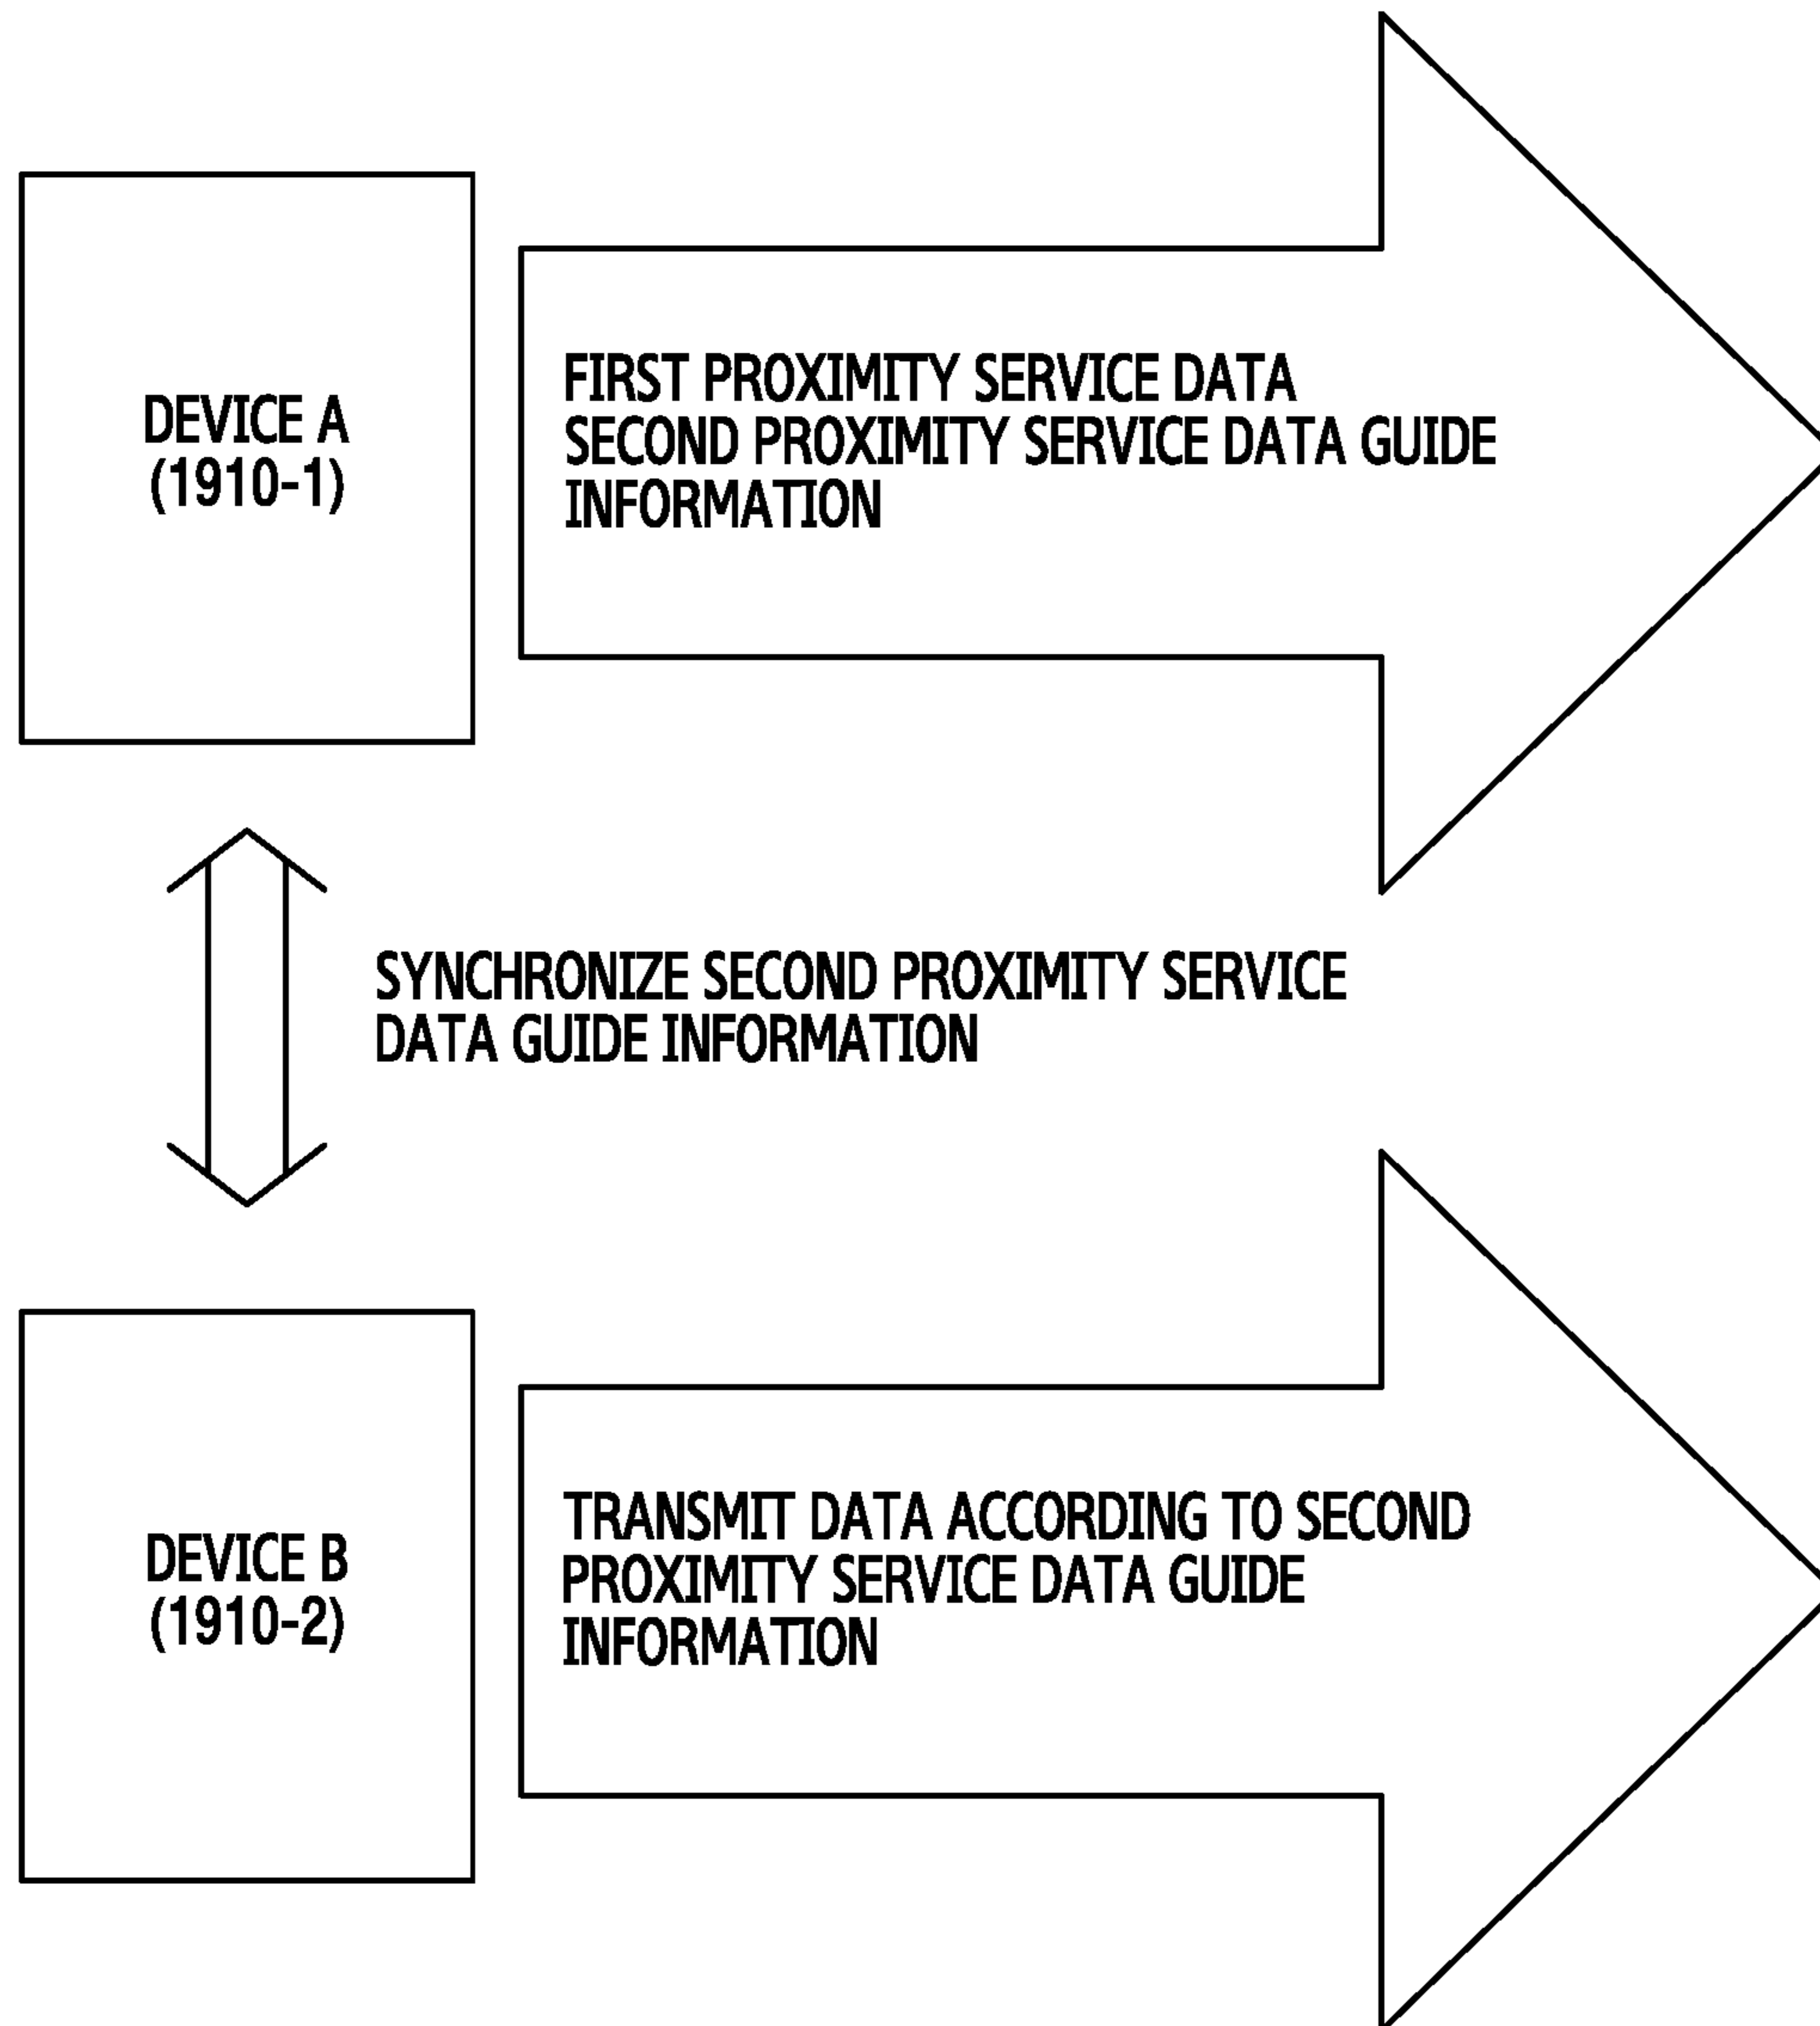 DEVICE A
(1910-1)
FIRST PROXIMITY SERVICE DATA
SECOND PROXIMITY SERVICE DATA GUIDE
INFORMATION
SYNCHRONIZE SECOND PROXIMITY SERVICE
DATA GUIDE INFORMATION
DEVICE B
(1910-2)
TRANSMIT DATA ACCORDING TO SECOND
PROXIMITY SERVICE DATA GUIDE
INFORMATION